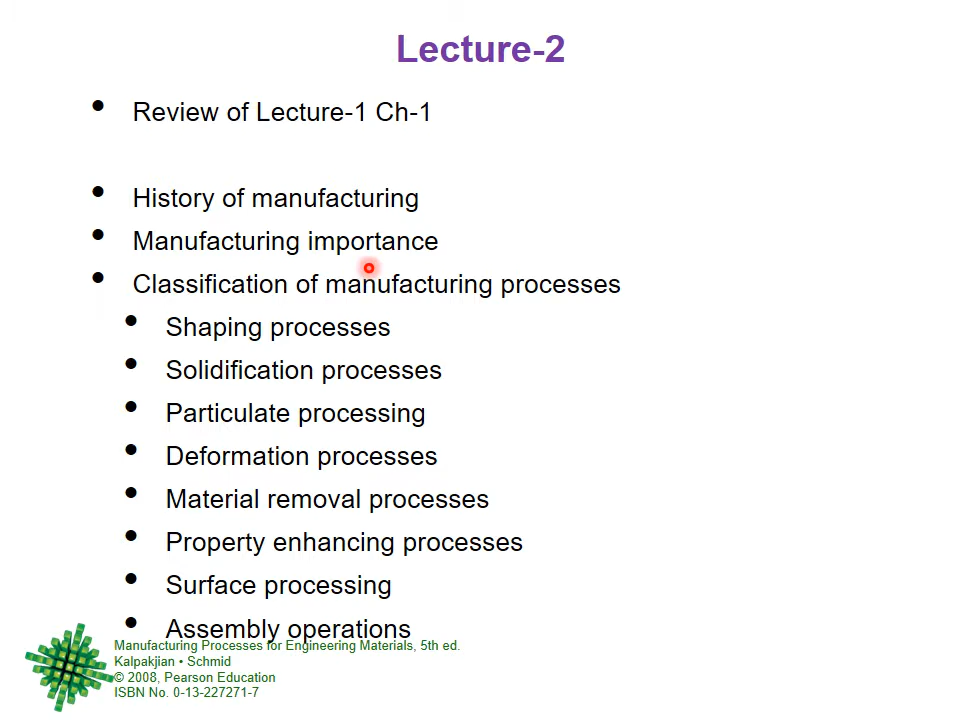 Lecture-2
• Review of Lecture-1 Ch-1
• History of manufacturing
• Manufacturing importance
• Classification of manufacturing processes
• Shaping processes
• Solidification processes
• Particulate processing
• Deformation processes
• Material removal processes
• Property enhancing processes
• Surface processing
• Assembly operations
Manufacturing Processes for Engineering Materials, 5th ed.
Kalpakjian • Schmid
© 2008, Pearson Education
ISBN No. 0-13-227271-7